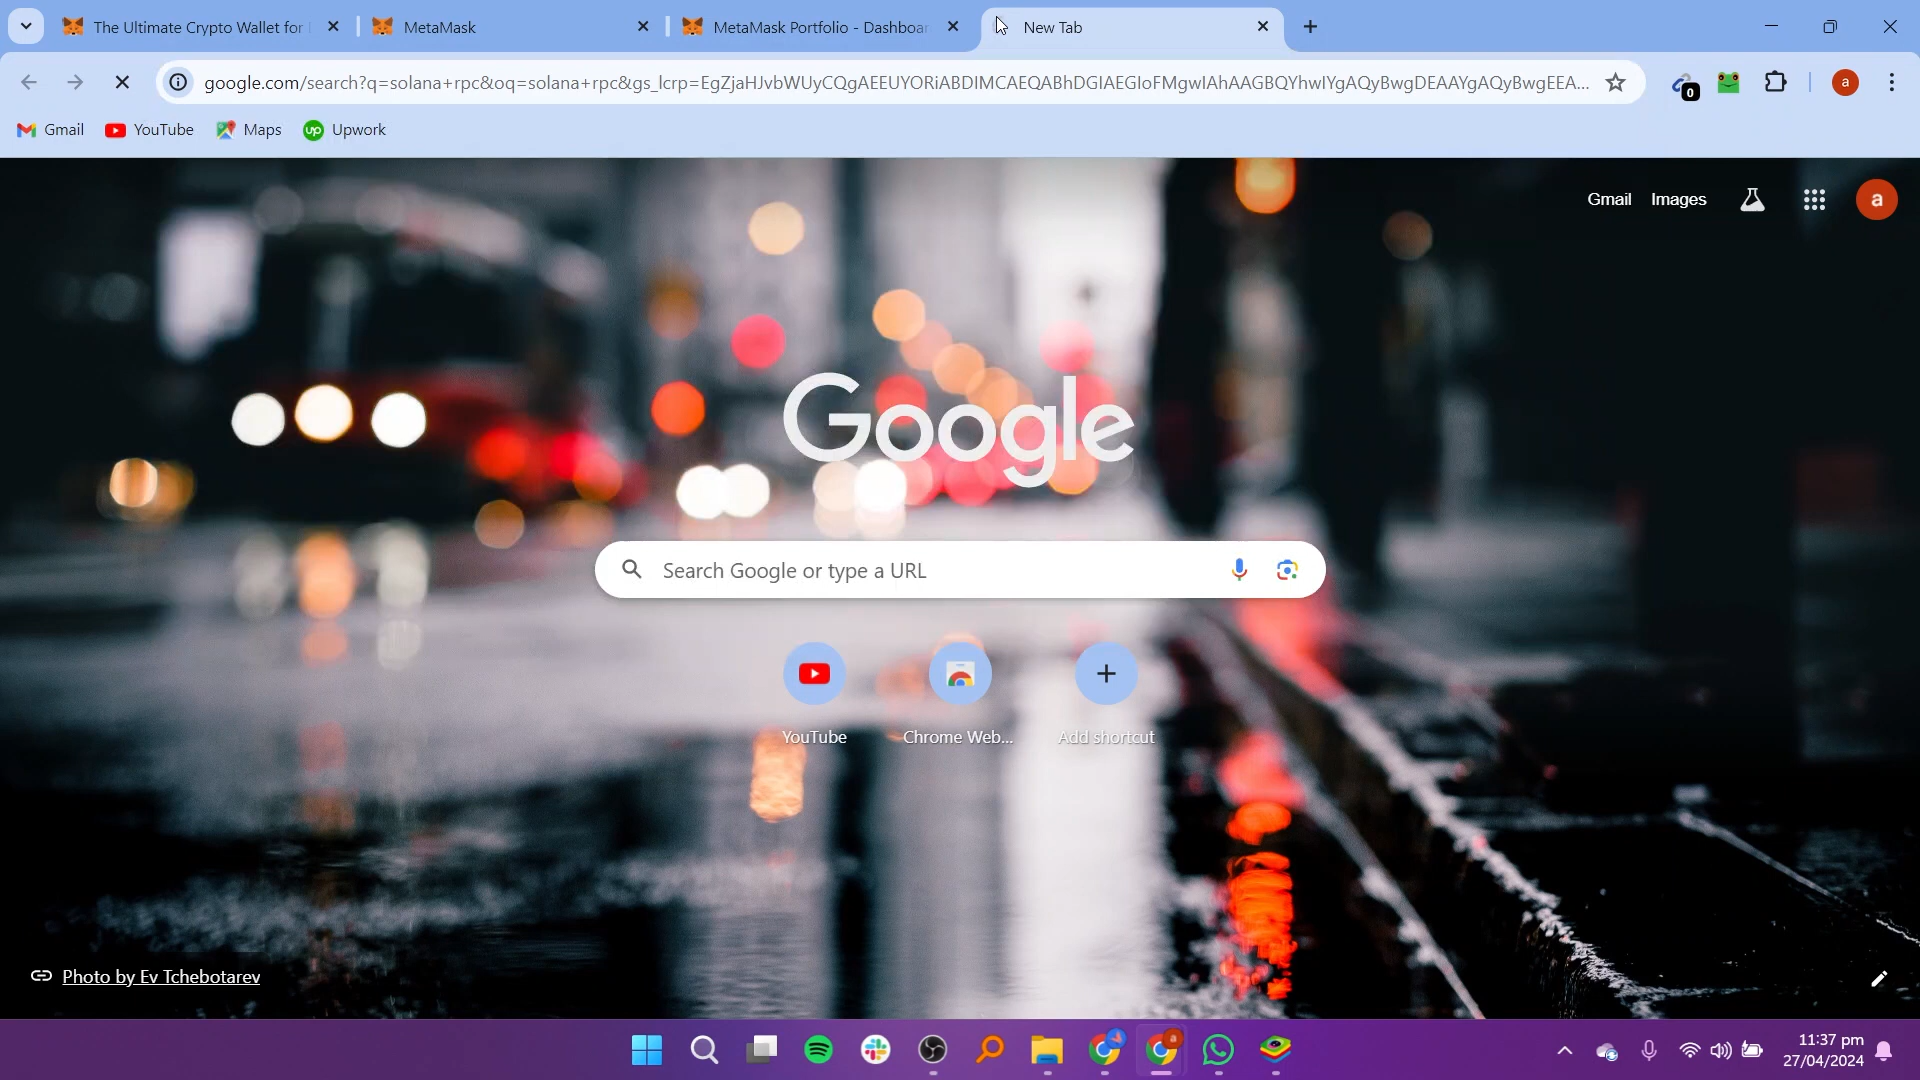 The Ultimate Crypto Wallet for
MetaMask
MetaMask Portfolio - Dashboar
New Tab
google.com/search?q=solana+rpc&oq=solana+rpc&gs_lcrp=EgZjaHJvbWUyCQgAEEUYORiABDIMCAEQABhDGIAEGIoFMgwIAhAAGBQYhwIYgAQyBwgDEAAYgAQyBwgEEA...
0
a
Gmail
YouTube
Maps
up Upwork
Gmail
Images
a
Google
Search Google or type a URL
YouTube
Chrome Web...
Add shortcut
Photo by Ev Tchebotarev
a
11:37 pm
27/04/2024